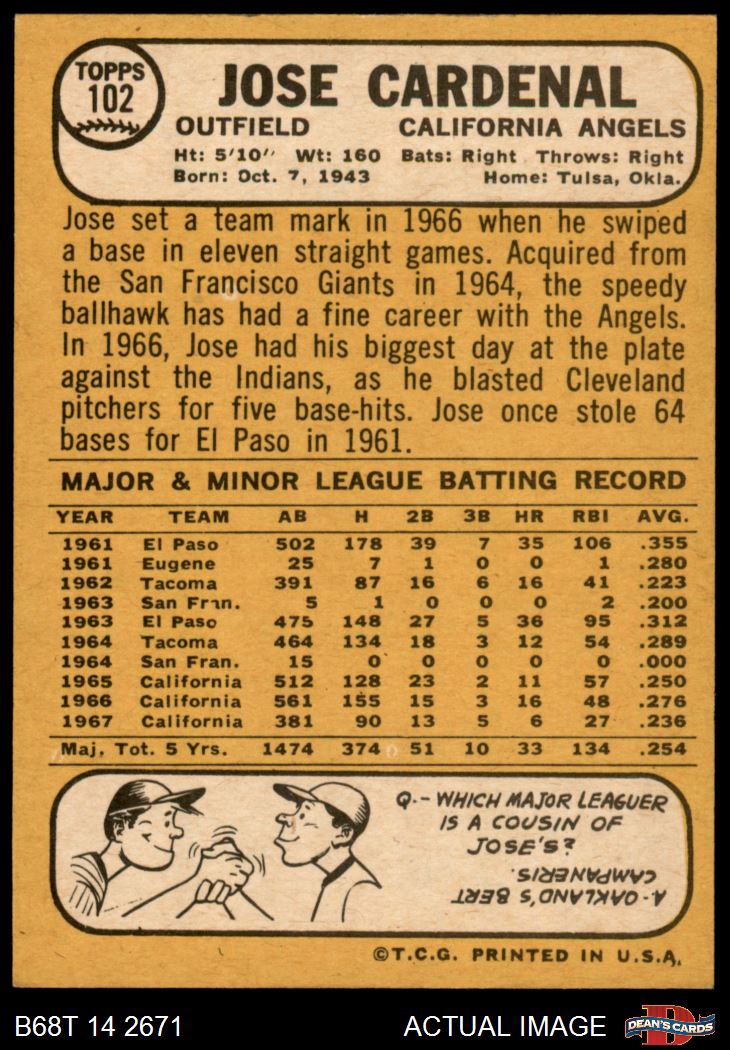 TOPPS
102
JOSE CARDENAL
OUTFIELD CALIFORNIA ANGELS
Ht: 5'10" Wt: 160 Bats: Right Throws: Right
Born: Oct. 7, 1943 Home: Tulsa, Okla.
Jose set a team mark in 1966 when he swiped
a base in eleven straight games. Acquired from
the San Francisco Giants in 1964, the speedy
ballhawk has had a fine career with the Angels.
In 1966, Jose had his biggest day at the plate
against the Indians, as he blasted Cleveland
pitchers for five base-hits. Jose once stole 64
bases for El Paso in 1961.
MAJOR & MINOR LEAGUE BATTING RECORD
YEAR TEAM AB H 2B 3B HR RBI AVG.
1961 El Paso 502 178 39 7 35 106 .355
1961 Eugene 25 7 1 0 0 1 .280
1962 Tacoma 391 87 16 6 16 41 .223
1963 San Fran. 5 1 0 0 0 2 .200
1963 El Paso 475 148 27 5 36 95 .312
1964 Tacoma 464 134 18 3 12 54 .289
1964 San Fran. 15 0 0 0 0 0 .000
1965 California 512 128 23 2 11 57 .250
1966 California 561 155 15 3 16 48 .276
1967 California 381 90 13 5 6 27 .236
Maj. Tot. 5 Yrs. 1474 374 51 10 33 134 .254
Q.-WHICH MAJOR LEAGUER
IS A COUSIN OF
JOSE'S?
A-OAKLAND'S BERT
CAMPANERIS.
©T.C.G. PRINTED IN U.S.A.
B68T 14 2671 ACTUAL IMAGE
D
DEAN'S CARDS